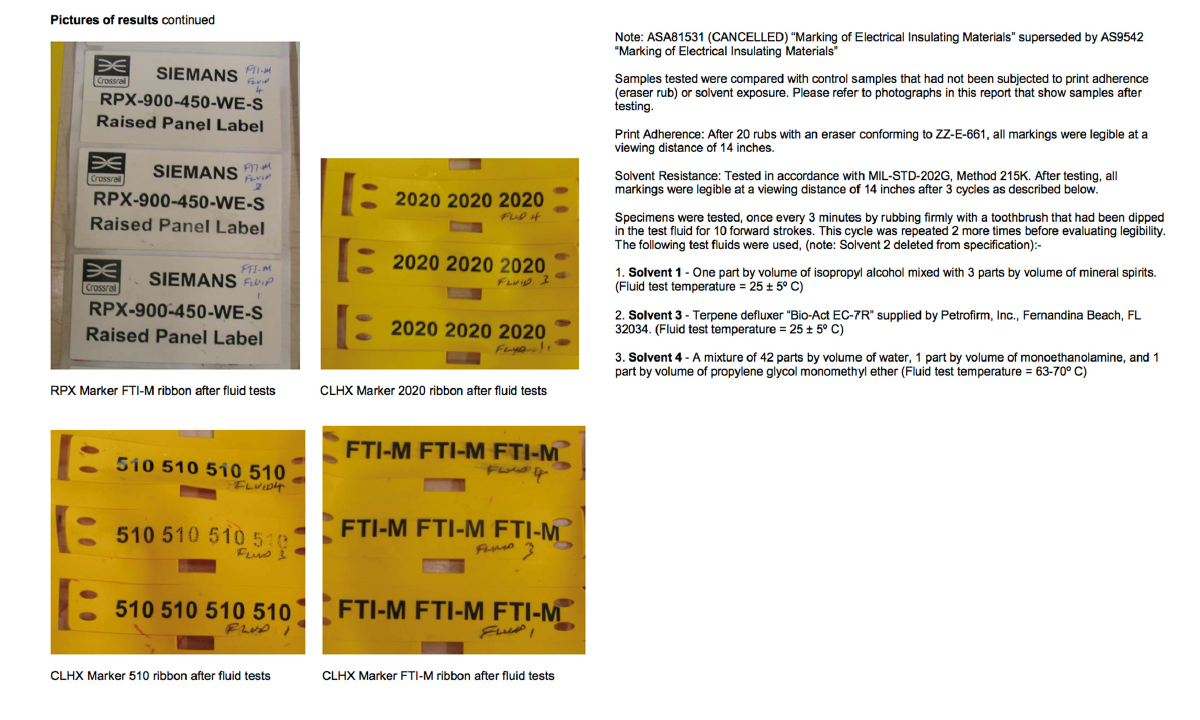 Pictures of results continued
Crossrail
SIEMANS
FTI-M
FLUID
4
RPX-900-450-WE-S
Raised Panel Label
Crossrail
SIEMANS
FTI-M
FLUID
3
RPX-900-450-WE-S
Raised Panel Label
Crossrail
SIEMANS
FTI-M
FLUID
1
RPX-900-450-WE-S
Raised Panel Label
RPX Marker FTI-M ribbon after fluid tests
2020 2020 2020
FLUID 4
2020 2020 2020
FLUID 3
2020 2020 2020
FLUID 1
CLHX Marker 2020 ribbon after fluid tests
510 510 510 510
FLUID 4
510 510 510 510
FLUID 3
510 510 510 510
FLUID 1
CLHX Marker 510 ribbon after fluid tests
FTI-M FTI-M FTI-M
FLUID 4
FTI-M FTI-M FTI-M
FLUID 3
FTI-M FTI-M FTI-M
FLUID 1
CLHX Marker FTI-M ribbon after fluid tests
Note: ASA81531 (CANCELLED) “Marking of Electrical Insulating Materials” superseded by AS9542
“Marking of Electrical Insulating Materials”
Samples tested were compared with control samples that had not been subjected to print adherence
(eraser rub) or solvent exposure. Please refer to photographs in this report that show samples after
testing.
Print Adherence: After 20 rubs with an eraser conforming to ZZ-E-661, all markings were legible at a
viewing distance of 14 inches.
Solvent Resistance: Tested in accordance with MIL-STD-202G, Method 215K. After testing, all
markings were legible at a viewing distance of 14 inches after 3 cycles as described below.
Specimens were tested, once every 3 minutes by rubbing firmly with a toothbrush that had been dipped
in the test fluid for 10 forward strokes. This cycle was repeated 2 more times before evaluating legibility.
The following test fluids were used, (note: Solvent 2 deleted from specification):-
1. Solvent 1 - One part by volume of isopropyl alcohol mixed with 3 parts by volume of mineral spirits.
(Fluid test temperature = 25 ± 5º C)
2. Solvent 3 - Terpene defluxer “Bio-Act EC-7R” supplied by Petrofirm, Inc., Fernandina Beach, FL
32034. (Fluid test temperature = 25 ± 5º C)
3. Solvent 4 - A mixture of 42 parts by volume of water, 1 part by volume of monoethanolamine, and 1
part by volume of propylene glycol monomethyl ether (Fluid test temperature = 63-70º C)